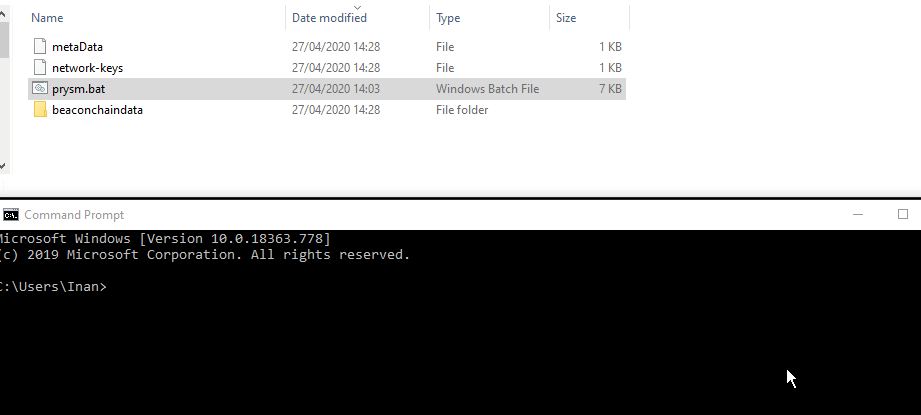 Name Date modified Type Size
metaData 27/04/2020 14:28 File 1 KB
network-keys 27/04/2020 14:28 File 1 KB
prysm.bat 27/04/2020 14:03 Windows Batch File 7 KB
beaconchaindata 27/04/2020 14:28 File folder
C:\. Command Prompt
Microsoft Windows [Version 10.0.18363.778]
(c) 2019 Microsoft Corporation. All rights reserved.
C:\Users\Inan>